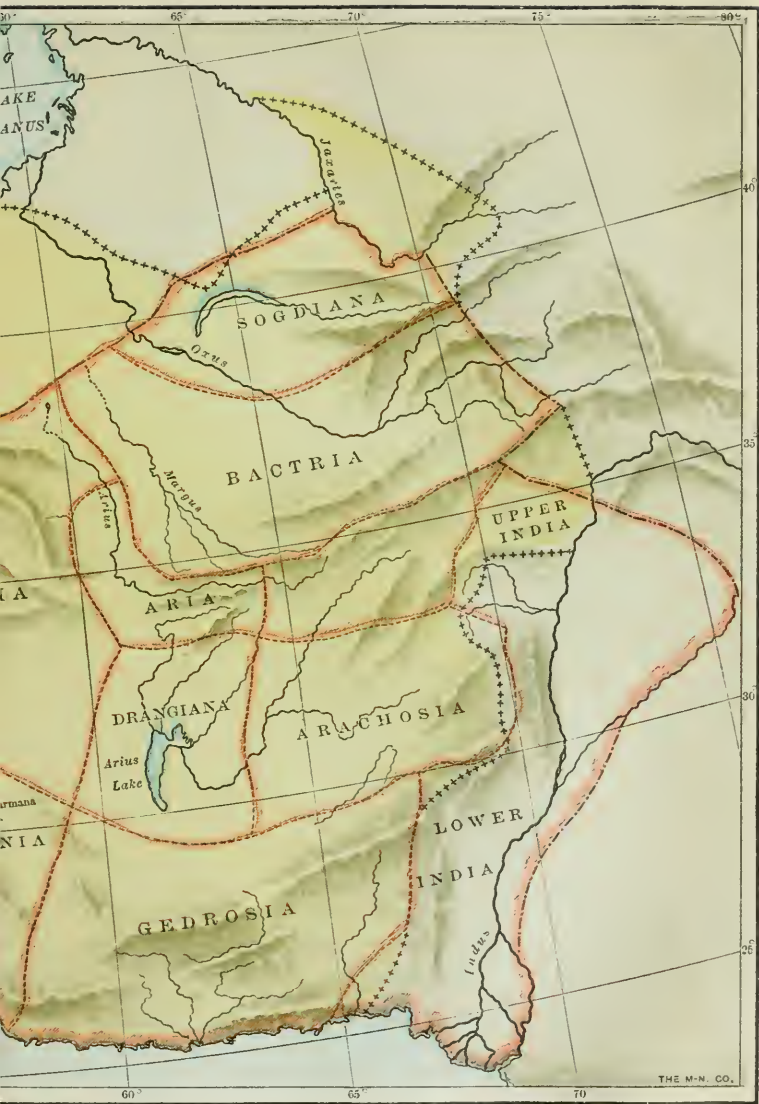 60°
65°
70°
75°
80°
AKE
ANUS
Jaxartes
40°
SOGDIANA
Oxus
35°
BACTRIA
Margus
Arius
UPPER
INDIA
IA
ARIA
30°
DRANGIANA
ARACHOSIA
Arius
Lake
armana
LOWER
NIA
INDIA
GEDROSIA
Indus
25°
THE M-N. CO.
60°
65°
70